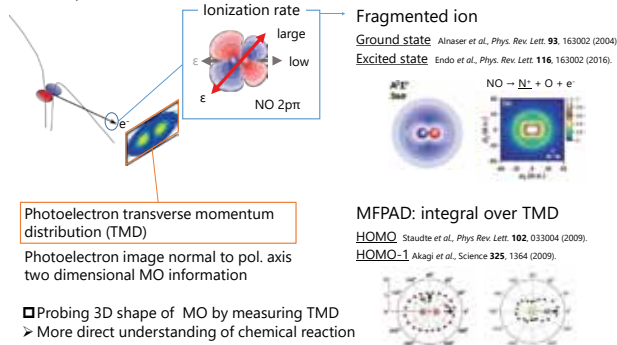 Ionization rate
large
low
ε
ε
NO 2pπ
e-
Photoelectron transverse momentum
distribution (TMD)
Photoelectron image normal to pol. axis
two dimensional MO information
Probing 3D shape of MO by measuring TMD
➢ More direct understanding of chemical reaction
Fragmented ion
Ground state Alnaser et al., Phys. Rev. Lett. 93, 163002 (2004)
Excited state Endo et al., Phys. Rev. Lett. 116, 163002 (2016).
NO → N+ + O + e-
MFPAD: integral over TMD
HOMO Staudte et al., Phys Rev. Lett. 102, 033004 (2009).
HOMO-1 Akagi et al., Science 325, 1364 (2009).